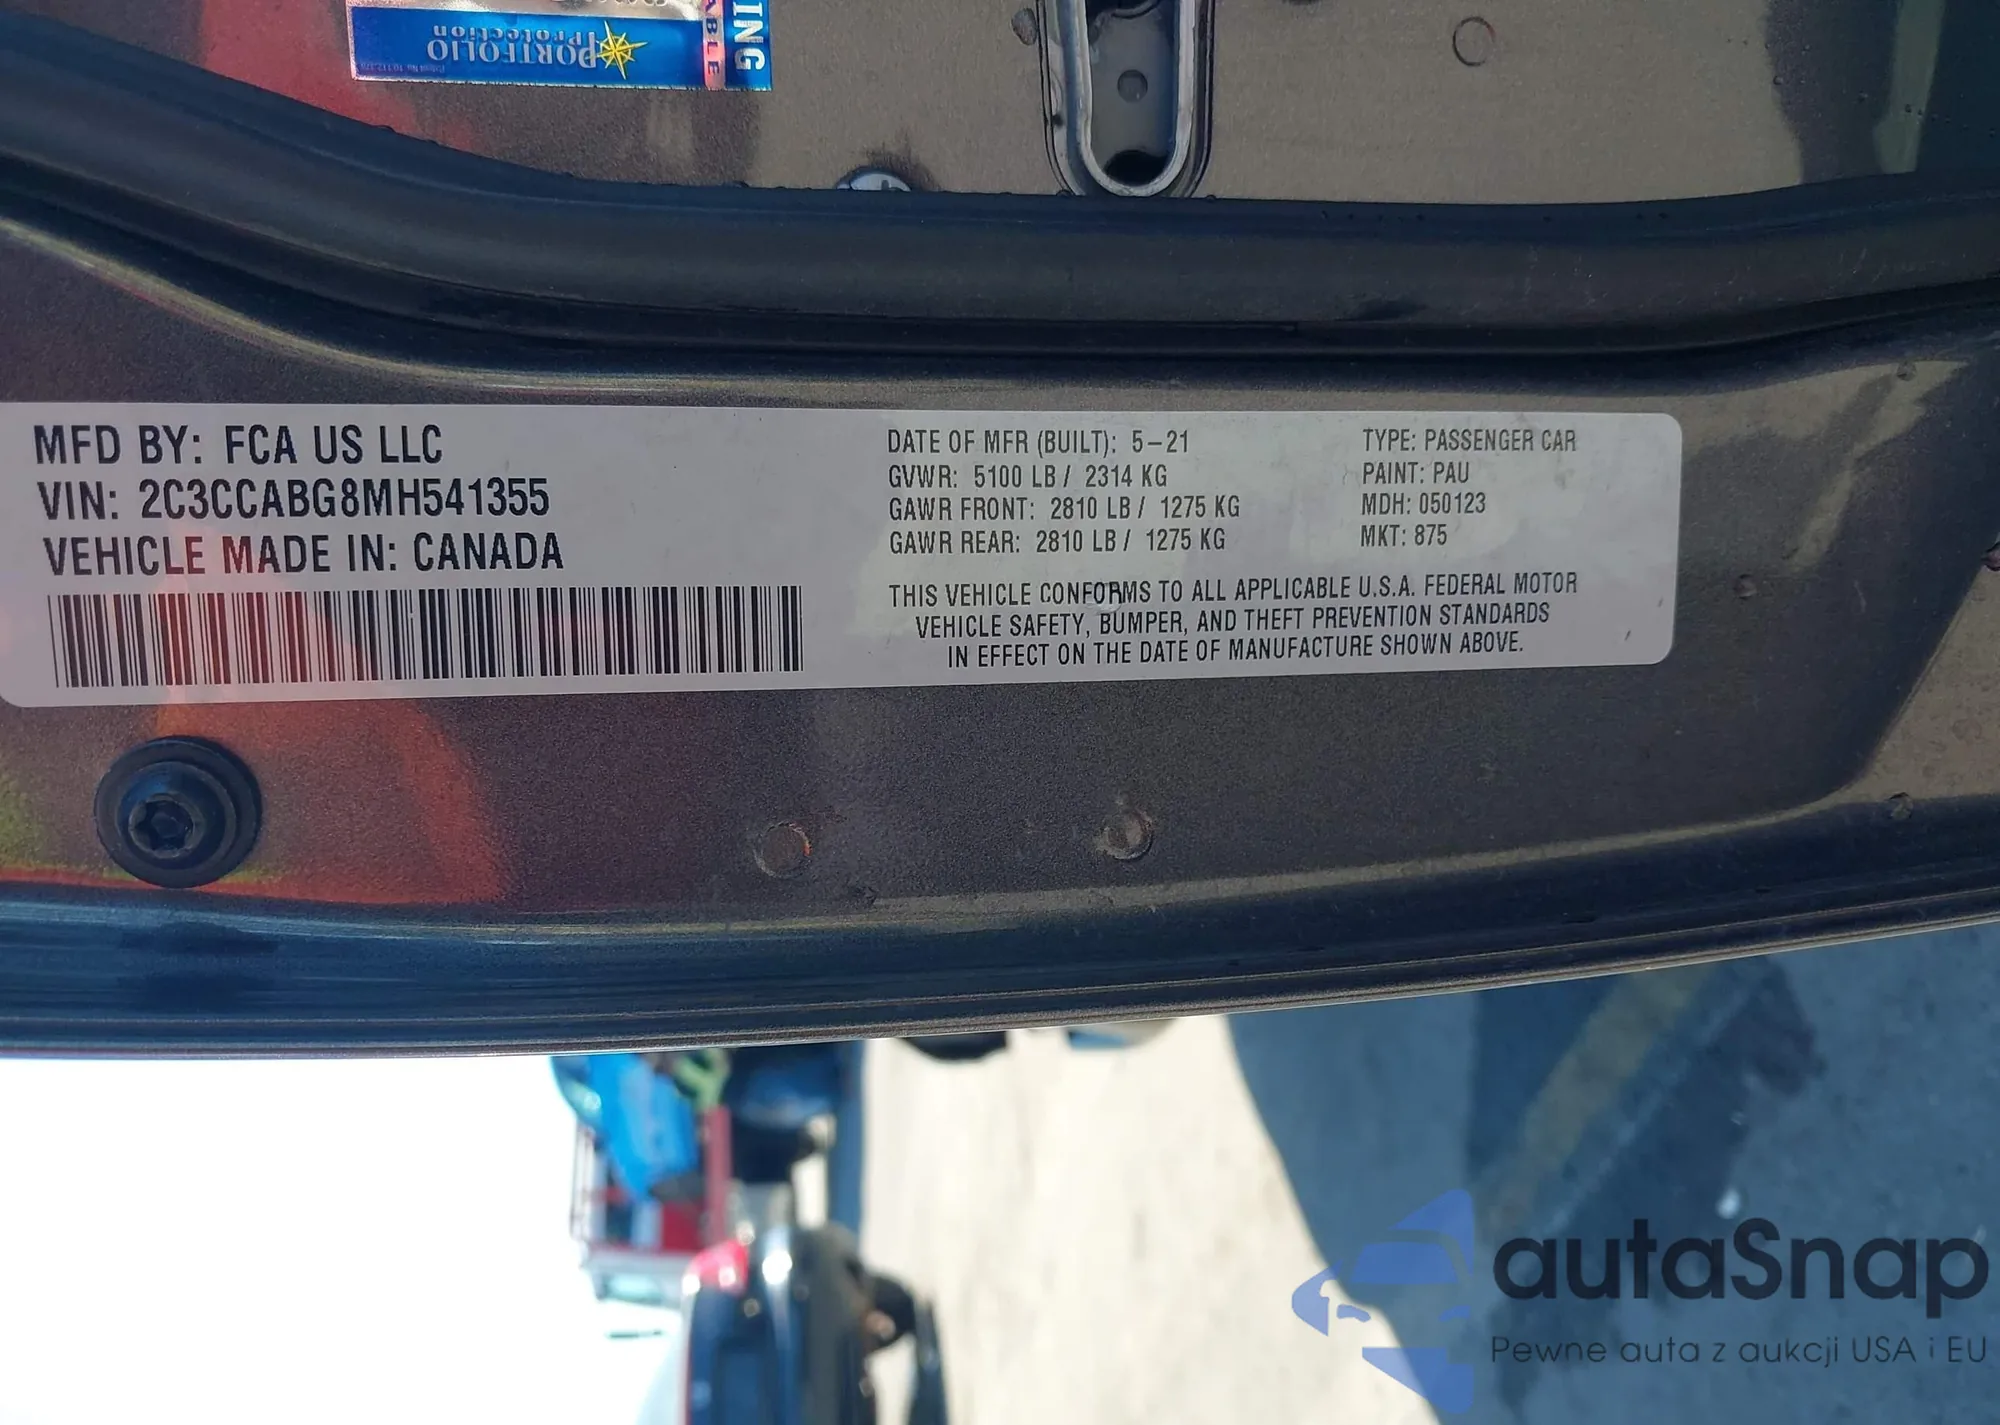 PORTFOLIO
Protection
ING
ABLE
MFD BY: FCA US LLC
VIN: 2C3CCABG8MH541355
VEHICLE MADE IN: CANADA
DATE OF MFR (BUILT): 5-21
GVWR: 5100 LB / 2314 KG
GAWR FRONT: 2810 LB / 1275 KG
GAWR REAR: 2810 LB / 1275 KG
TYPE: PASSENGER CAR
PAINT: PAU
MDH: 050123
MKT: 875
THIS VEHICLE CONFORMS TO ALL APPLICABLE U.S.A. FEDERAL MOTOR
VEHICLE SAFETY, BUMPER, AND THEFT PREVENTION STANDARDS
IN EFFECT ON THE DATE OF MANUFACTURE SHOWN ABOVE.
autaSnap
Pewne auta z aukcji USA i EU